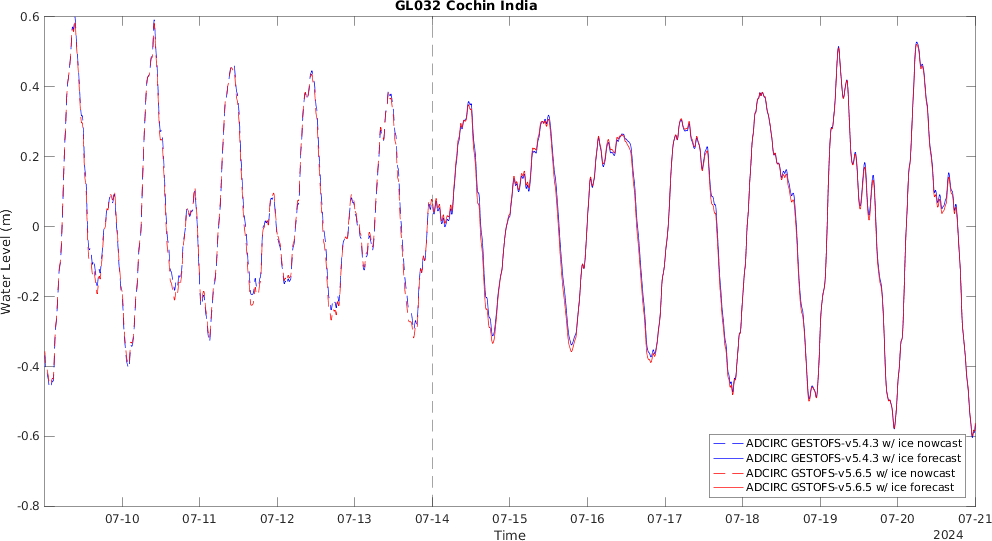 GL032 Cochin India
0.6
0.4
0.2
0
-0.2
-0.4
-0.6
-0.8
Water Level (m)
07-10 07-11 07-12 07-13 07-14 07-15 07-16 07-17 07-18 07-19 07-20 07-21
Time
2024
ADCIRC GESTOFS-v5.4.3 w/ ice nowcast
ADCIRC GESTOFS-v5.4.3 w/ ice forecast
ADCIRC GSTOFS-v5.6.5 w/ ice nowcast
ADCIRC GSTOFS-v5.6.5 w/ ice forecast